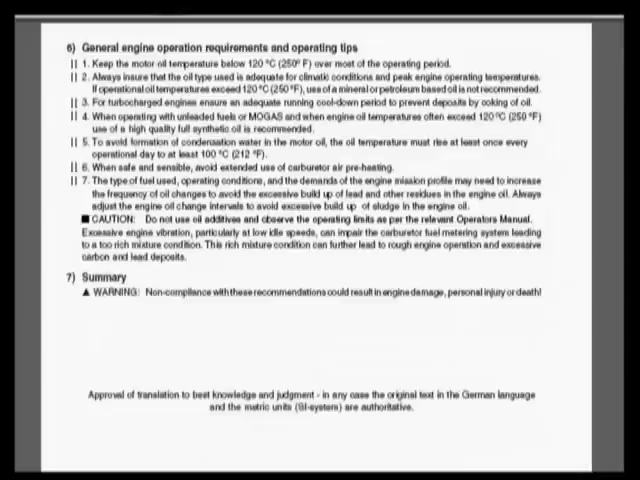 6) General engine operation requirements and operating tips
|| 1. Keep the motor oil temperature below 120 °C (250° F) over most of the operating period.
|| 2. Always insure that the oil type used is adequate for climatic conditions and peak engine operating temperatures.
If operational oil temperatures exceed 120 °C (250 °F), use of a mineral or petroleum based oil is not recommended.
|| 3. For turbocharged engines ensure an adequate running cool-down period to prevent deposits by coking of oil.
|| 4. When operating with unleaded fuels or MOGAS and when engine oil temperatures often exceed 120 °C (250 °F)
use of a high quality full synthetic oil is recommended.
|| 5. To avoid formation of condensation water in the motor oil, the oil temperature must rise at least once every
operational day to at least 100 °C (212 °F).
|| 6. When safe and sensible, avoid extended use of carburetor air pre-heating.
|| 7. The type of fuel used, operating conditions, and the demands of the engine mission profile may need to increase
the frequency of oil changes to avoid the excessive build up of lead and other residues in the engine oil. Always
adjust the engine oil change intervals to avoid excessive build up of sludge in the engine oil.
■ CAUTION: Do not use oil additives and observe the operating limits as per the relevant Operators Manual.
Excessive engine vibration, particularly at low idle speeds, can impair the carburetor fuel metering system leading
to a too rich mixture condition. This rich mixture condition can further lead to rough engine operation and excessive
carbon and lead deposits.
7) Summary
▲ WARNING: Non-compliance with these recommendations could result in engine damage, personal injury or death!
Approval of translation to best knowledge and judgment - in any case the original text in the German language
and the metric units (SI-system) are authoritative.